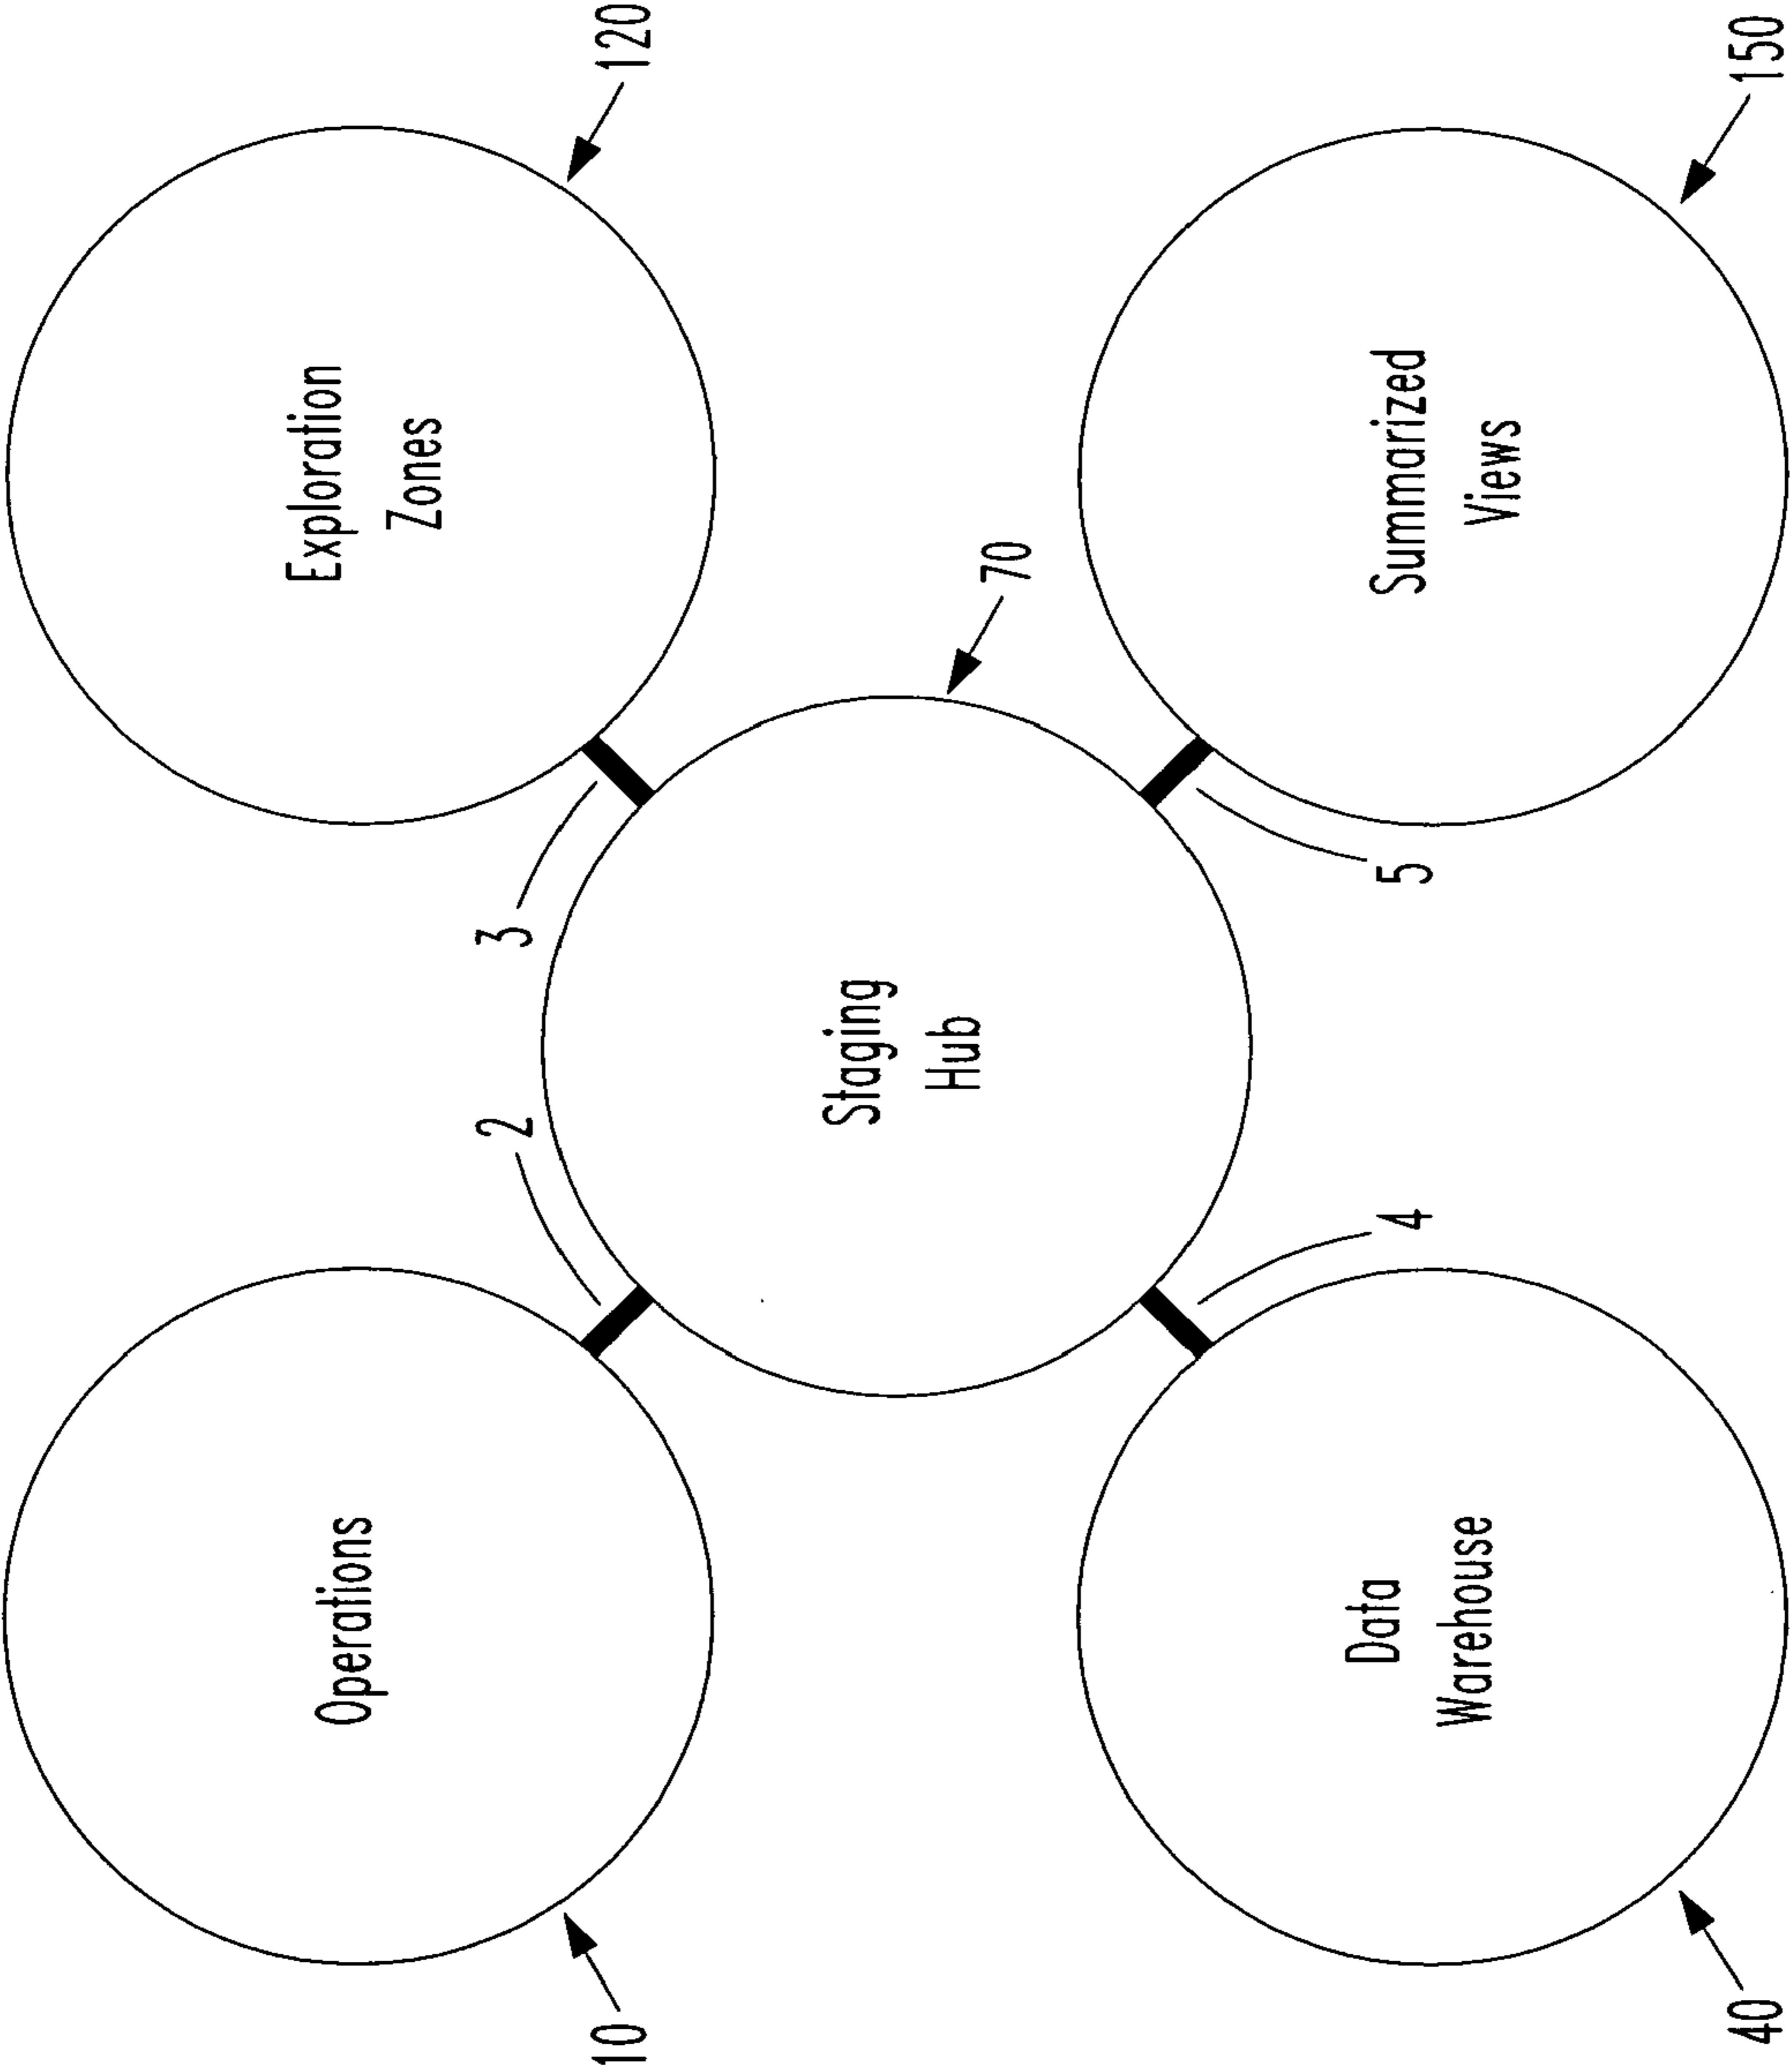 Operations
10
2
3
Exploration
Zones
120
Staging
Hub
70
Data
Warehouse
40
4
5
Summarized
Views
150